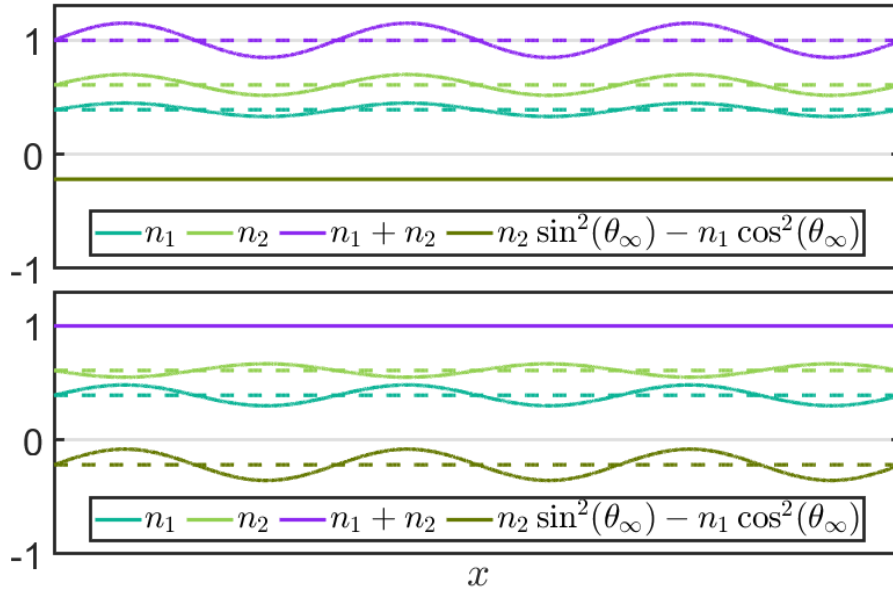 1
0
-1
n₁ n₂ n₁ + n₂ n₂ sin²(θ∞) − n₁ cos²(θ∞)
1
0
-1
n₁ n₂ n₁ + n₂ n₂ sin²(θ∞) − n₁ cos²(θ∞)
x